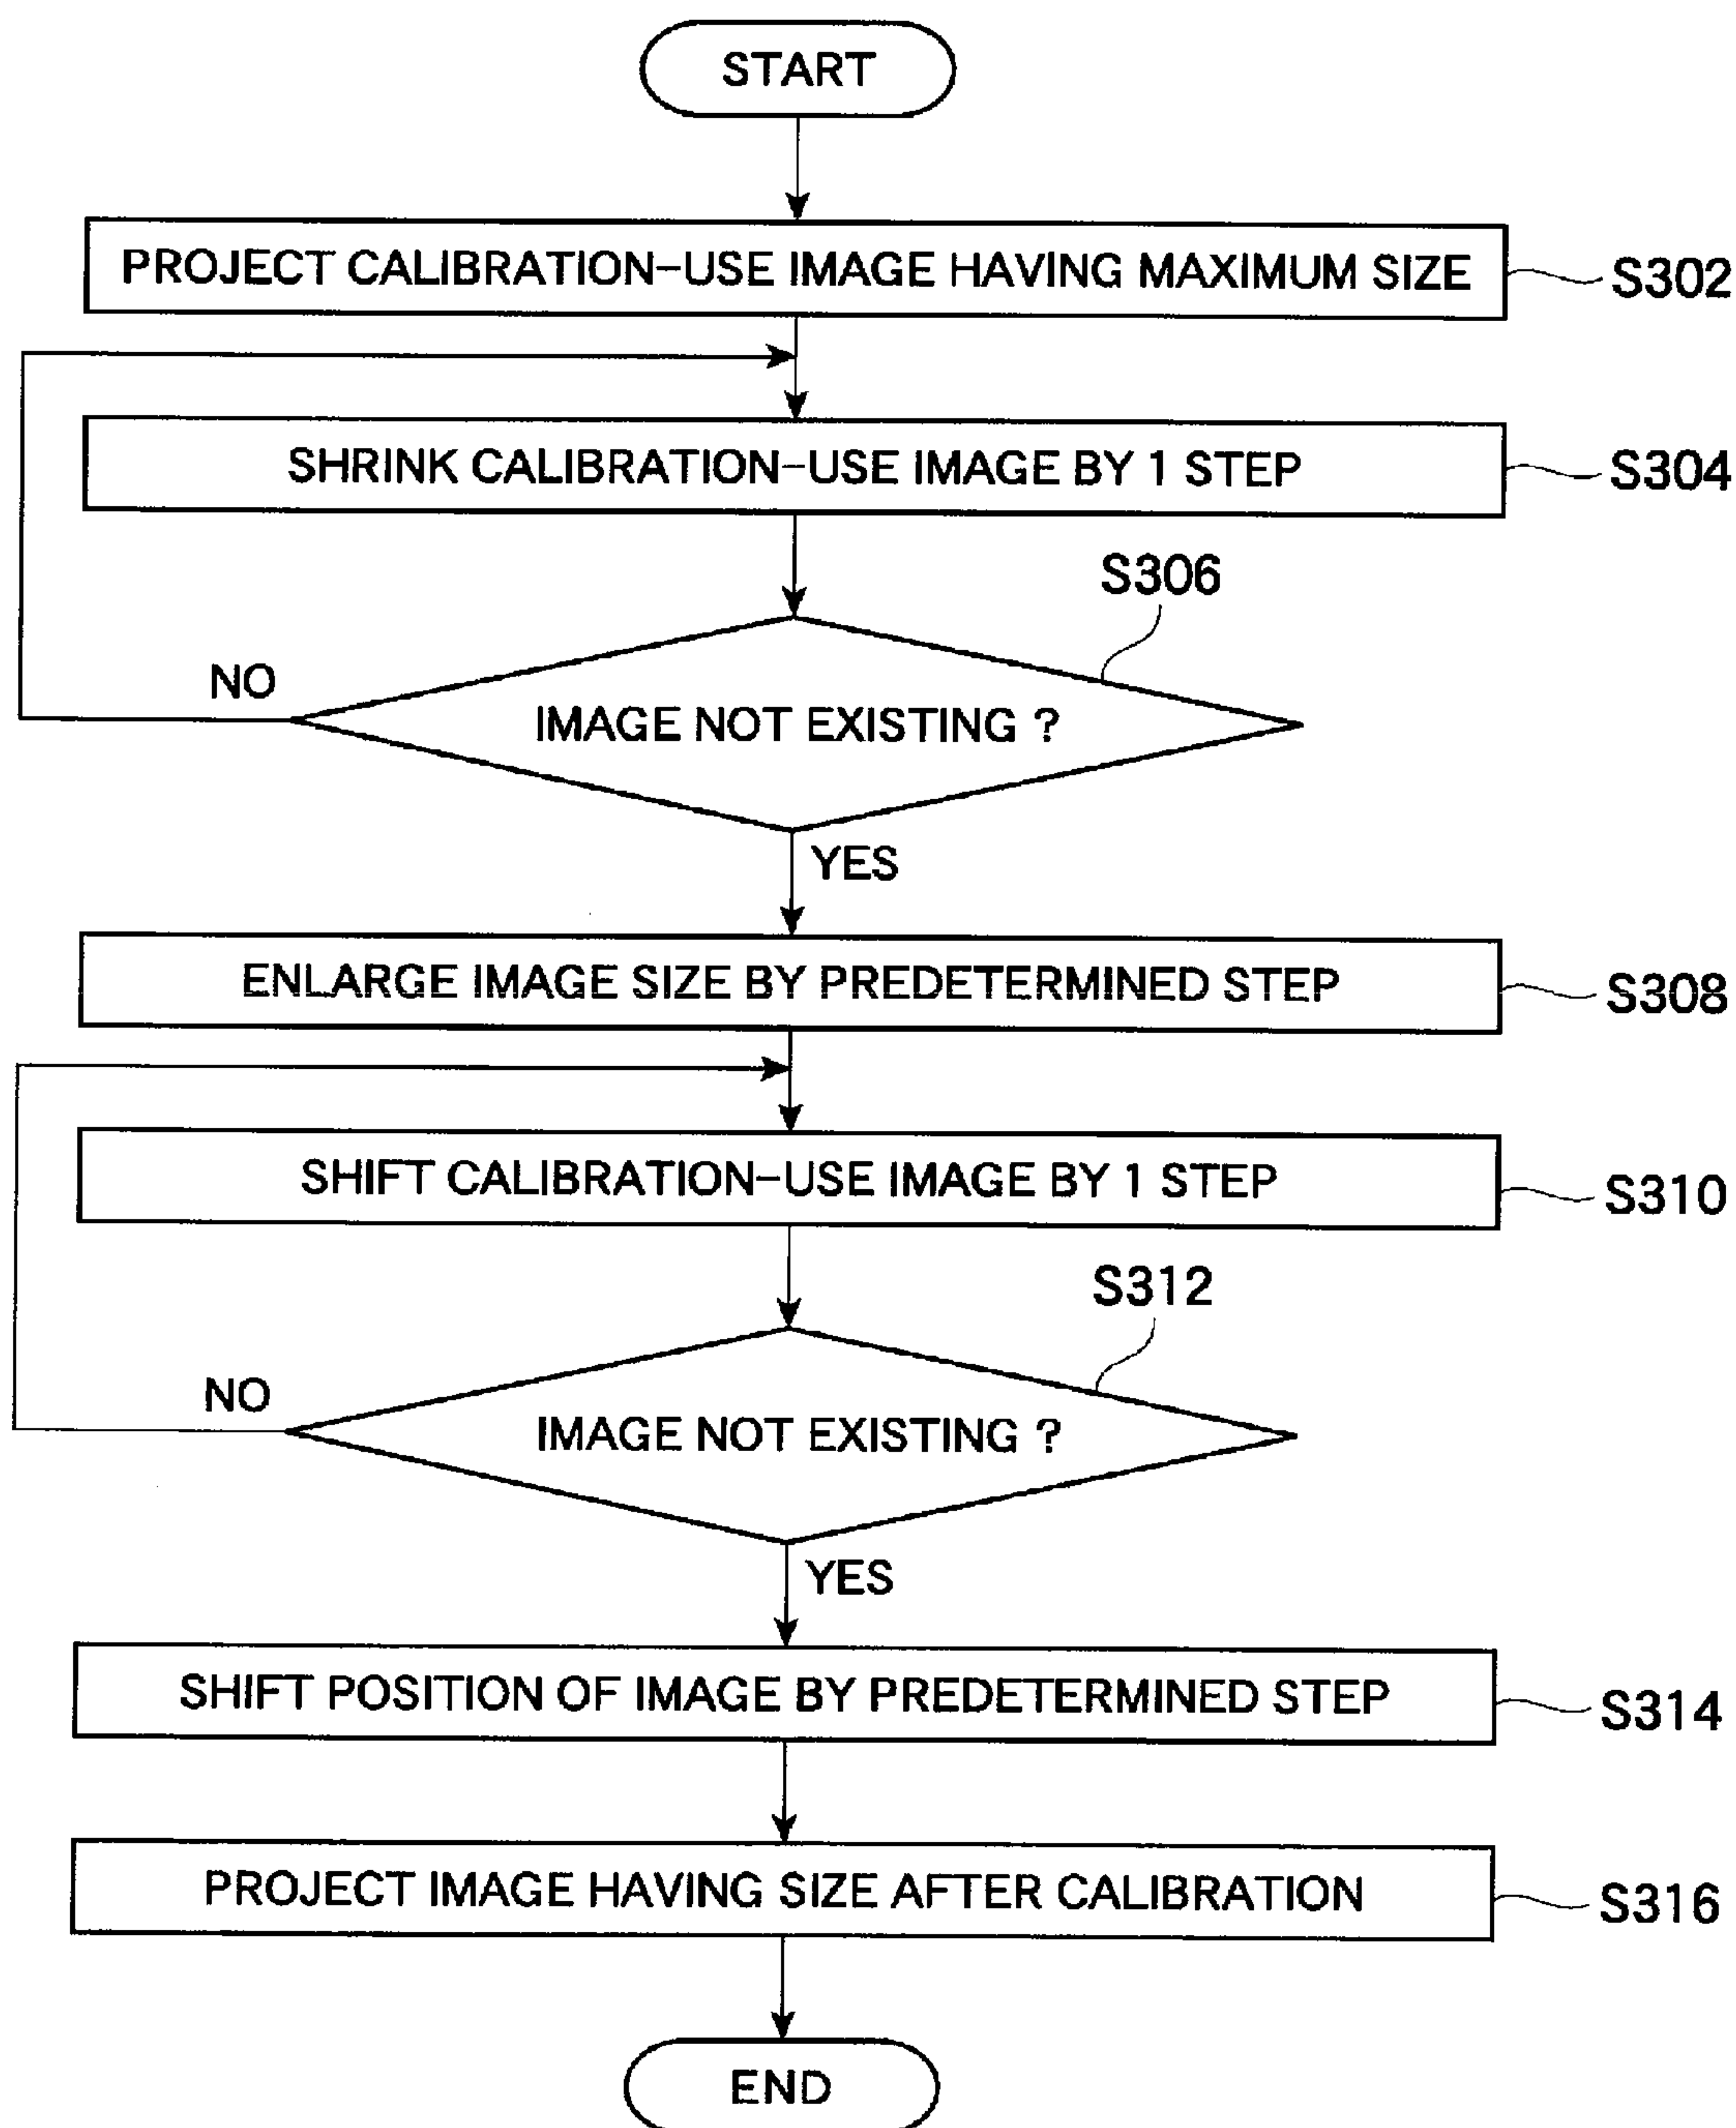 START
PROJECT CALIBRATION-USE IMAGE HAVING MAXIMUM SIZE
S302
SHRINK CALIBRATION-USE IMAGE BY 1 STEP
S304
S306
NO
IMAGE NOT EXISTING ?
YES
ENLARGE IMAGE SIZE BY PREDETERMINED STEP
S308
SHIFT CALIBRATION-USE IMAGE BY 1 STEP
S310
S312
NO
IMAGE NOT EXISTING ?
YES
SHIFT POSITION OF IMAGE BY PREDETERMINED STEP
S314
PROJECT IMAGE HAVING SIZE AFTER CALIBRATION
S316
END